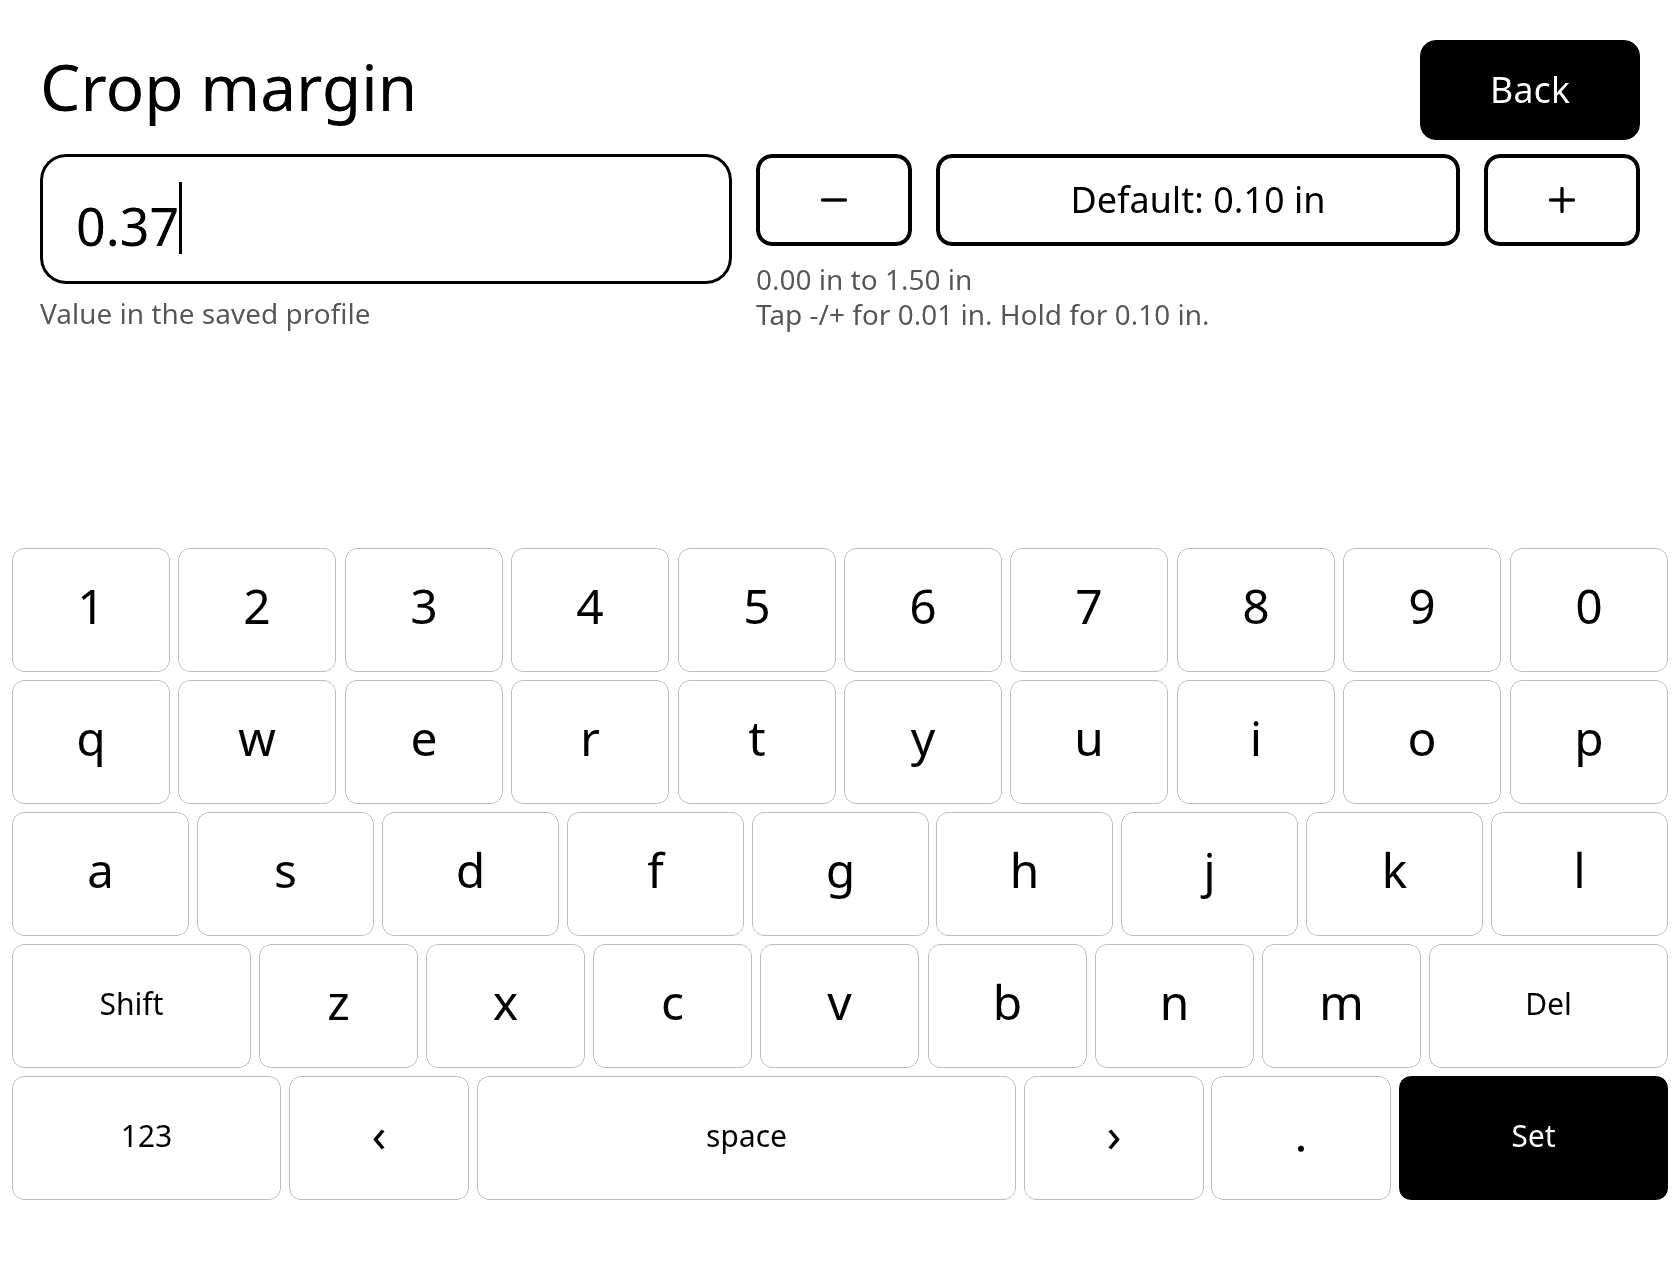 Crop margin
Back
0.37
− Default: 0.10 in +
Value in the saved profile
0.00 in to 1.50 in
Tap -/+ for 0.01 in. Hold for 0.10 in.
1 2 3 4 5 6 7 8 9 0
q w e r t y u i o p
a s d f g h j k l
Shift z x c v b n m Del
123 ‹ space › . Set